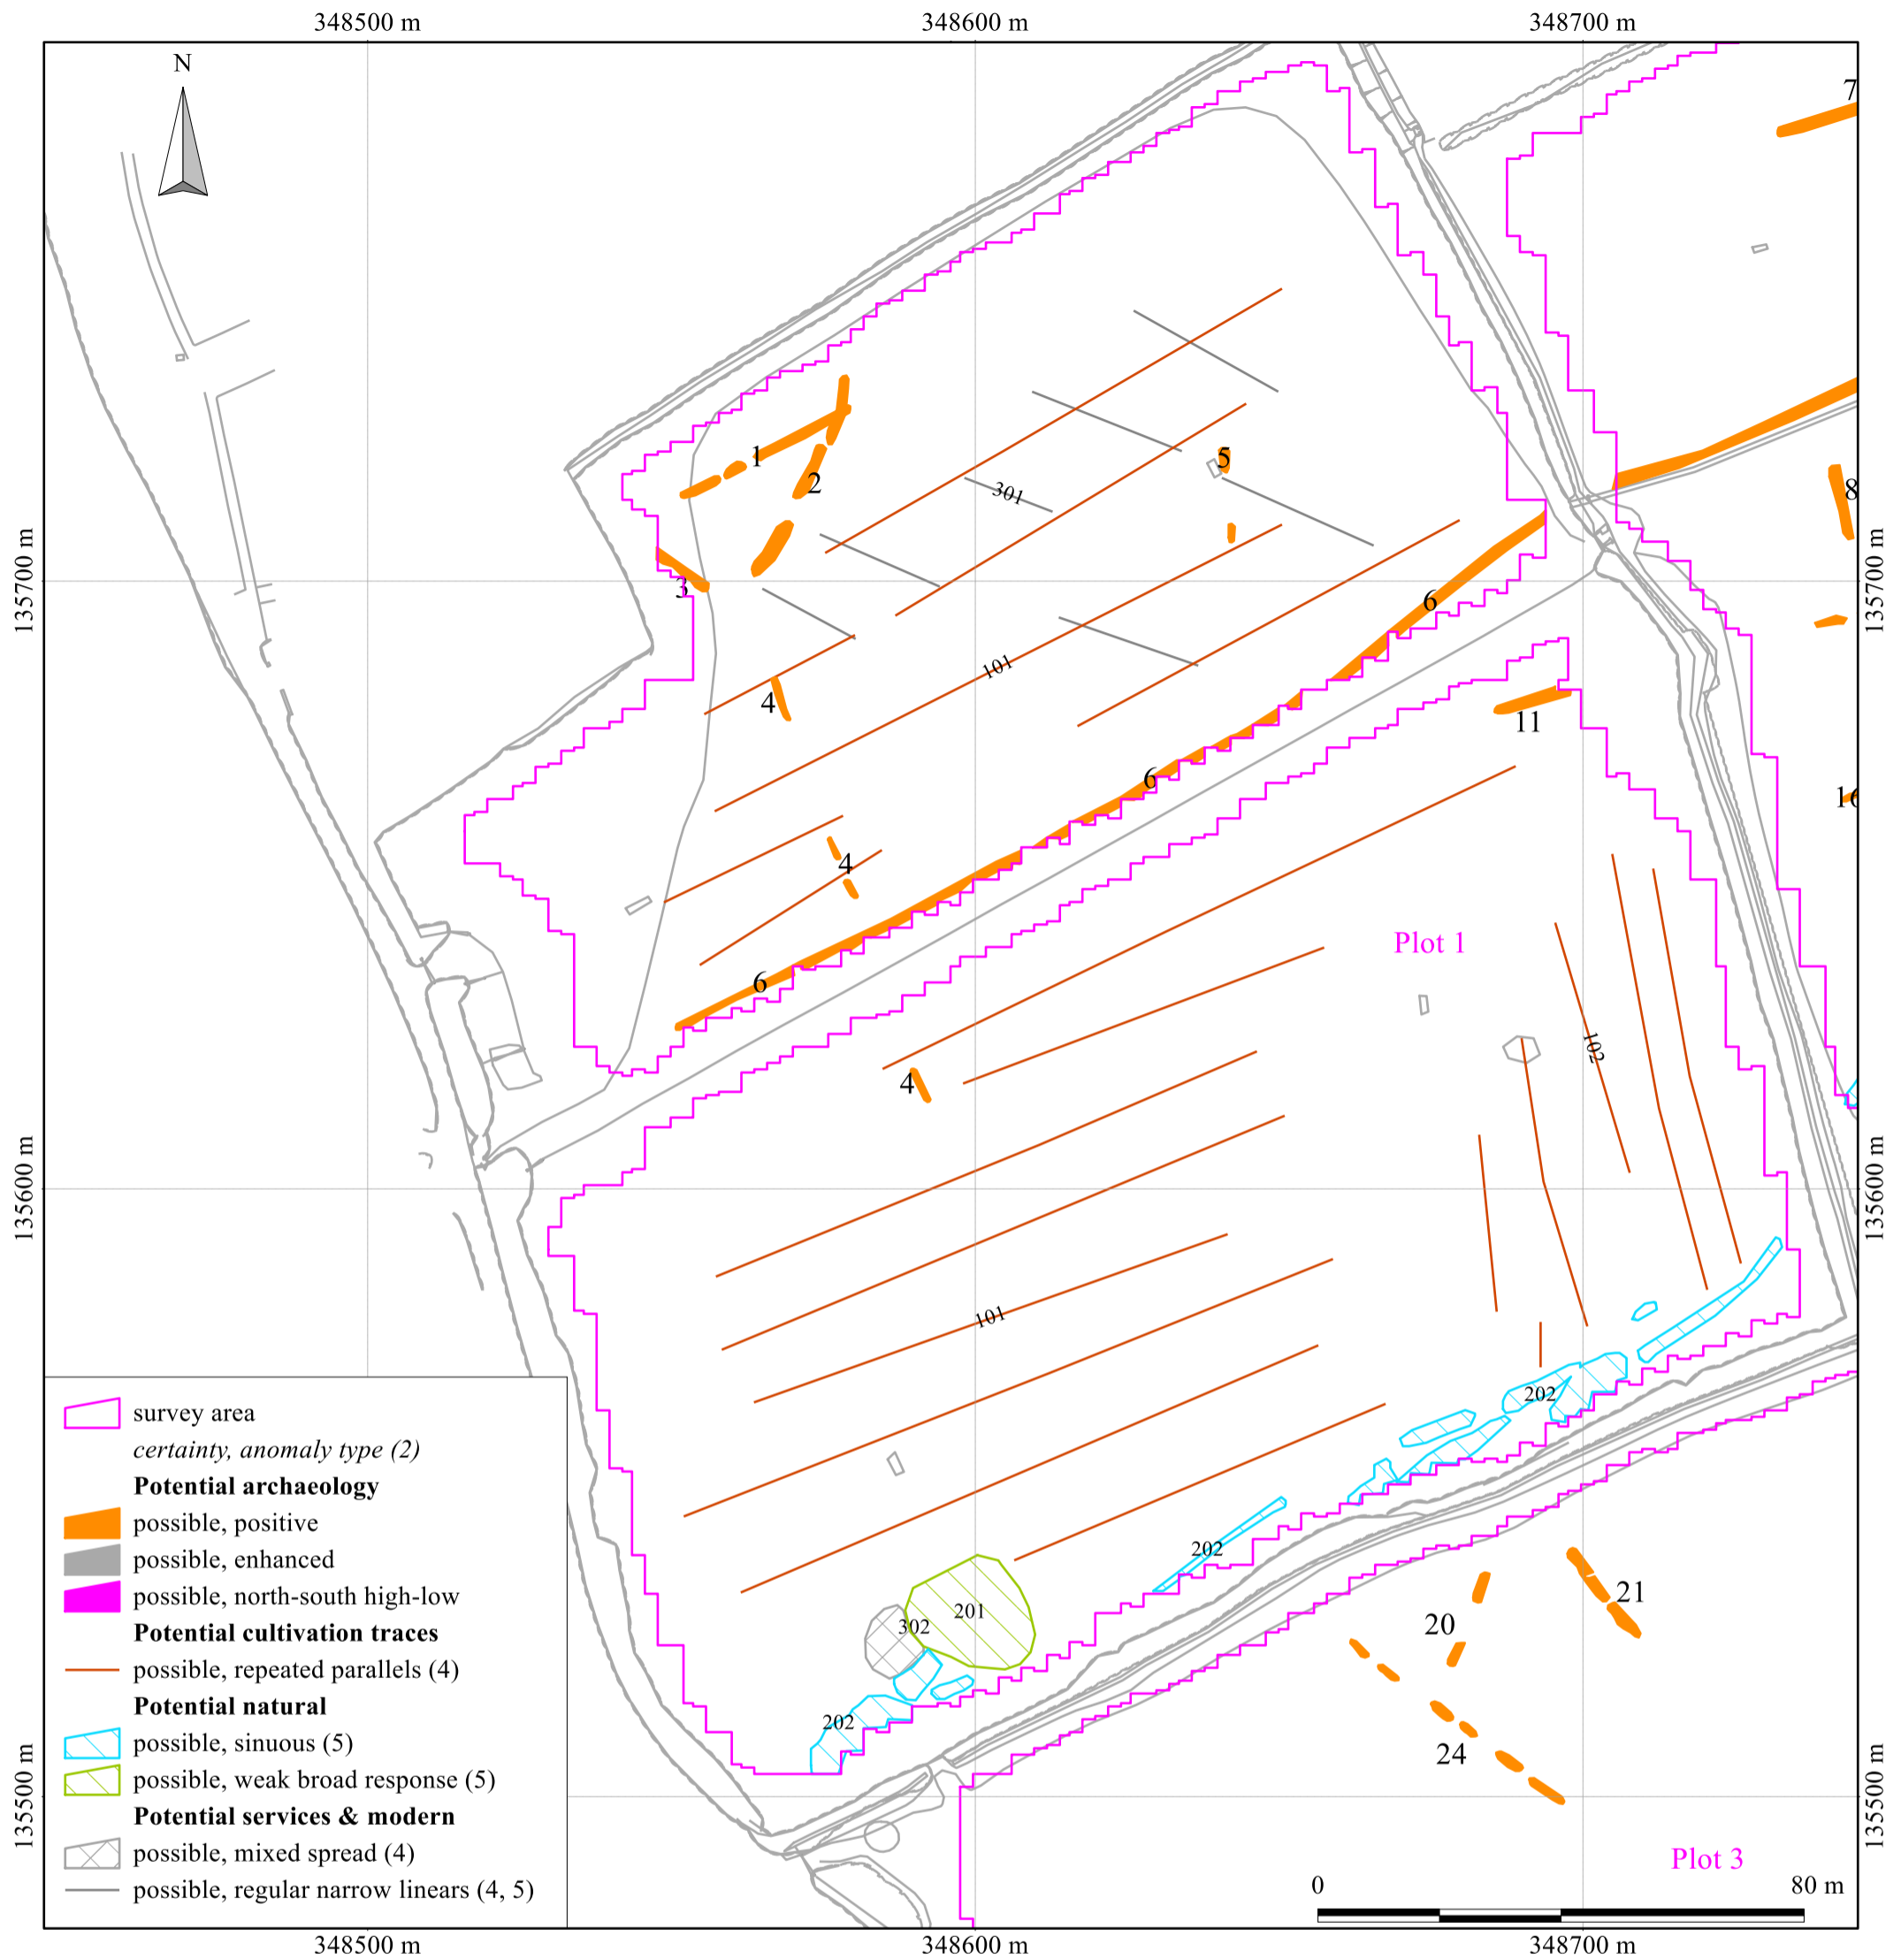 348500 m 348600 m 348700 m
N
7
1
2
5
8
301
135700 m
135700 m
3
6
101
4
11
6
16
4
6
Plot 1
102
4
135600 m
135600 m
101
202
202
201
302
202
21
20
24
135500 m
135500 m
Plot 3
survey area
certainty, anomaly type (2)
Potential archaeology
possible, positive
possible, enhanced
possible, north-south high-low
Potential cultivation traces
possible, repeated parallels (4)
Potential natural
possible, sinuous (5)
possible, weak broad response (5)
Potential services & modern
possible, mixed spread (4)
possible, regular narrow linears (4, 5)
0 80 m
348500 m 348600 m 348700 m